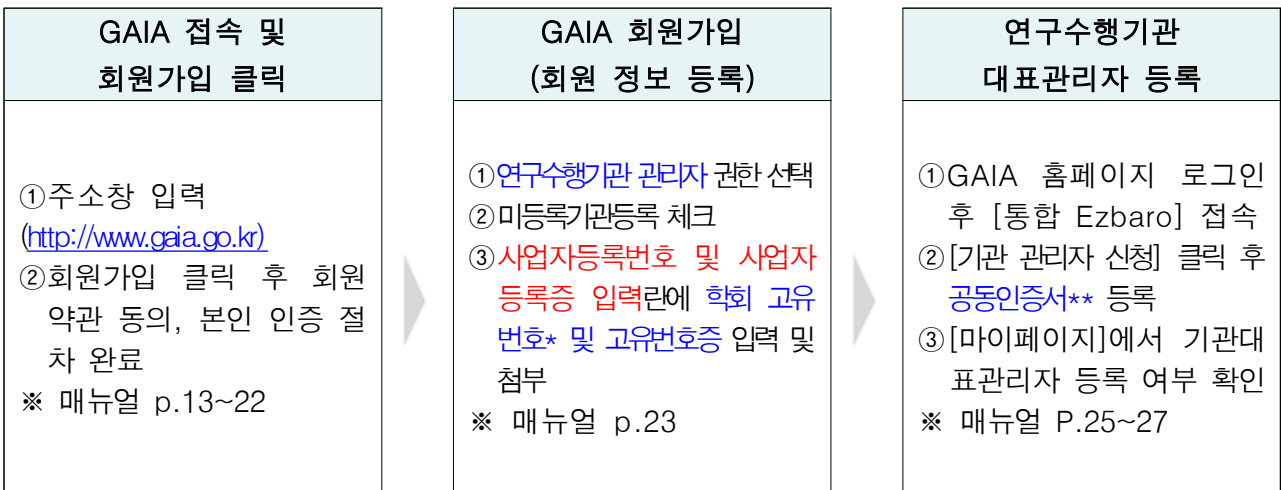 GAIA 접속 및
회원가입 클릭
①주소창 입력
(http://www.gaia.go.kr)
②회원가입 클릭 후 회원
약관 동의, 본인 인증 절
차 완료
※ 매뉴얼 p.13~22
GAIA 회원가입
(회원 정보 등록)
①연구수행기관 관리자 권한 선택
②미등록기관등록 체크
③사업자등록번호 및 사업자
등록증 입력란에 학회 고유
번호* 및 고유번호증 입력 및
첨부
※ 매뉴얼 p.23
연구수행기관
대표관리자 등록
①GAIA 홈페이지 로그인
후 [통합 Ezbaro] 접속
②[기관 관리자 신청] 클릭 후
공동인증서** 등록
③[마이페이지]에서 기관대
표관리자 등록 여부 확인
※ 매뉴얼 P.25~27